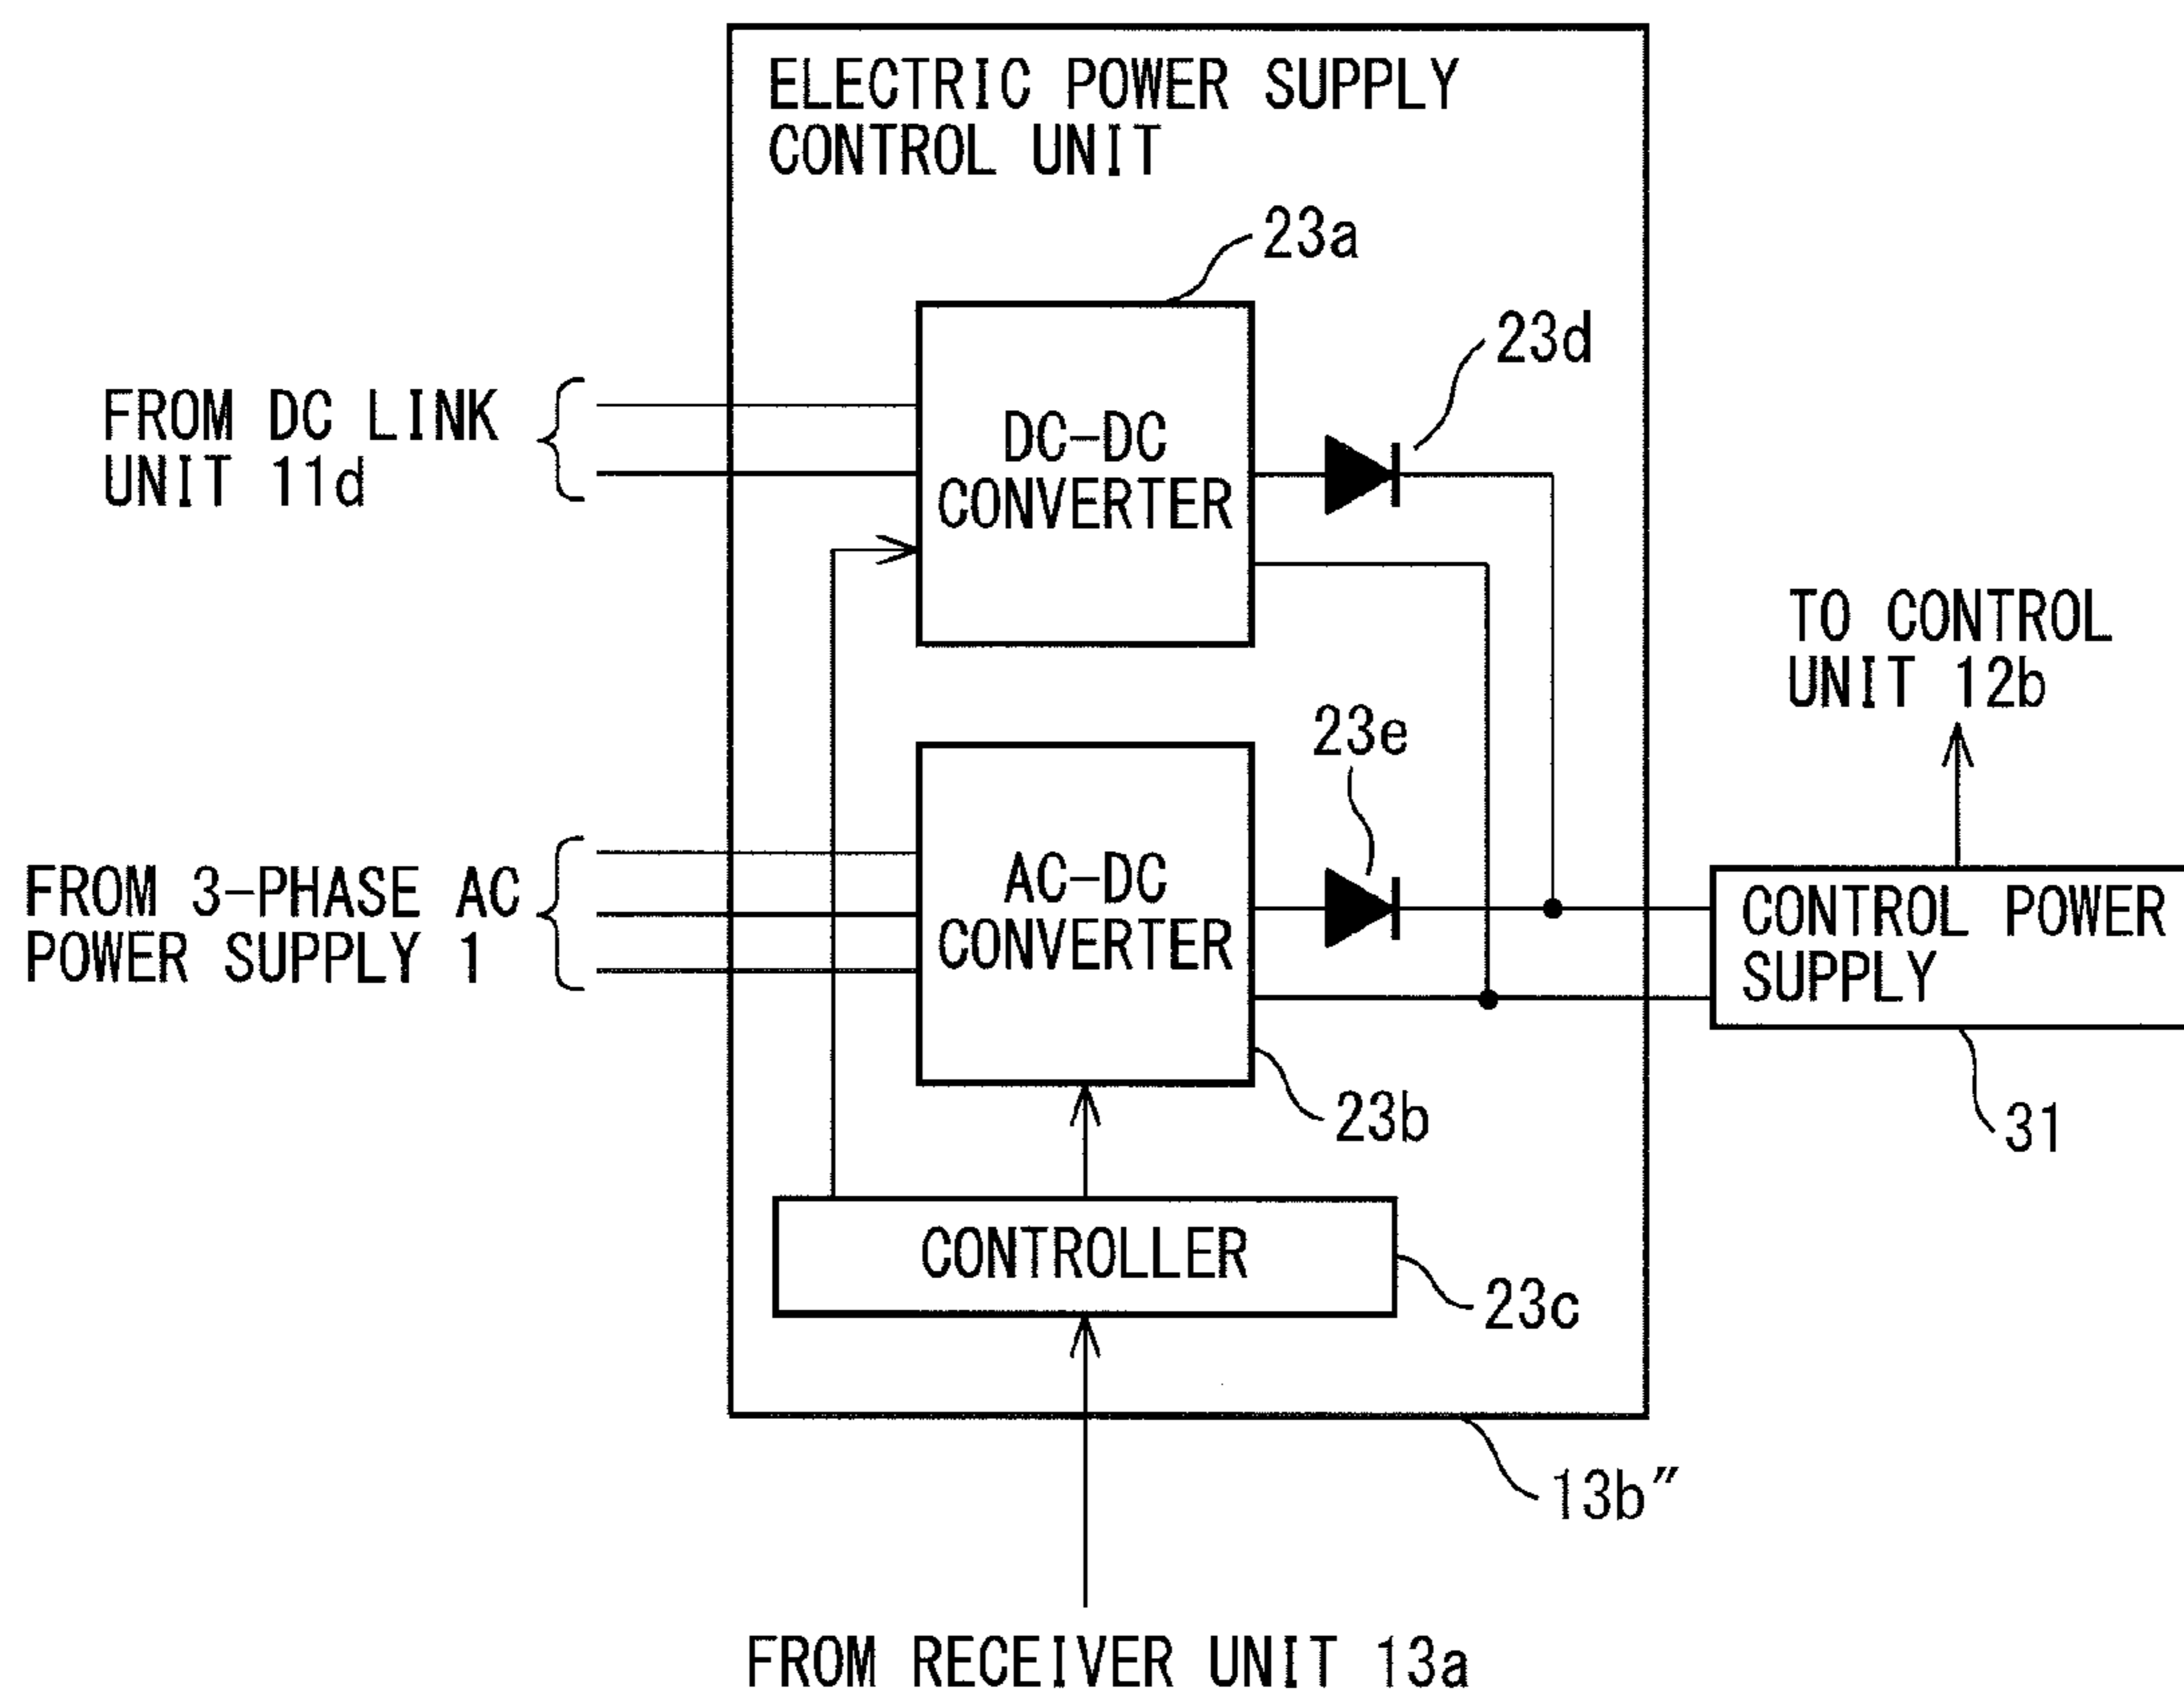 ELECTRIC POWER SUPPLY
CONTROL UNIT
23a
23d
FROM DC LINK
UNIT 11d
DC-DC
CONVERTER
TO CONTROL
UNIT 12b
23e
FROM 3-PHASE AC
POWER SUPPLY 1
AC-DC
CONVERTER
CONTROL POWER
SUPPLY
23b
31
CONTROLLER
23c
13b″
FROM RECEIVER UNIT 13a